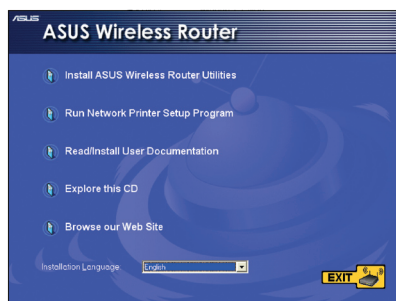 ASUS
ASUS Wireless Router
Install ASUS Wireless Router Utilities
Run Network Printer Setup Program
Read/Install User Documentation
Explore this CD
Browse our Web Site
Installation Language: English
EXIT